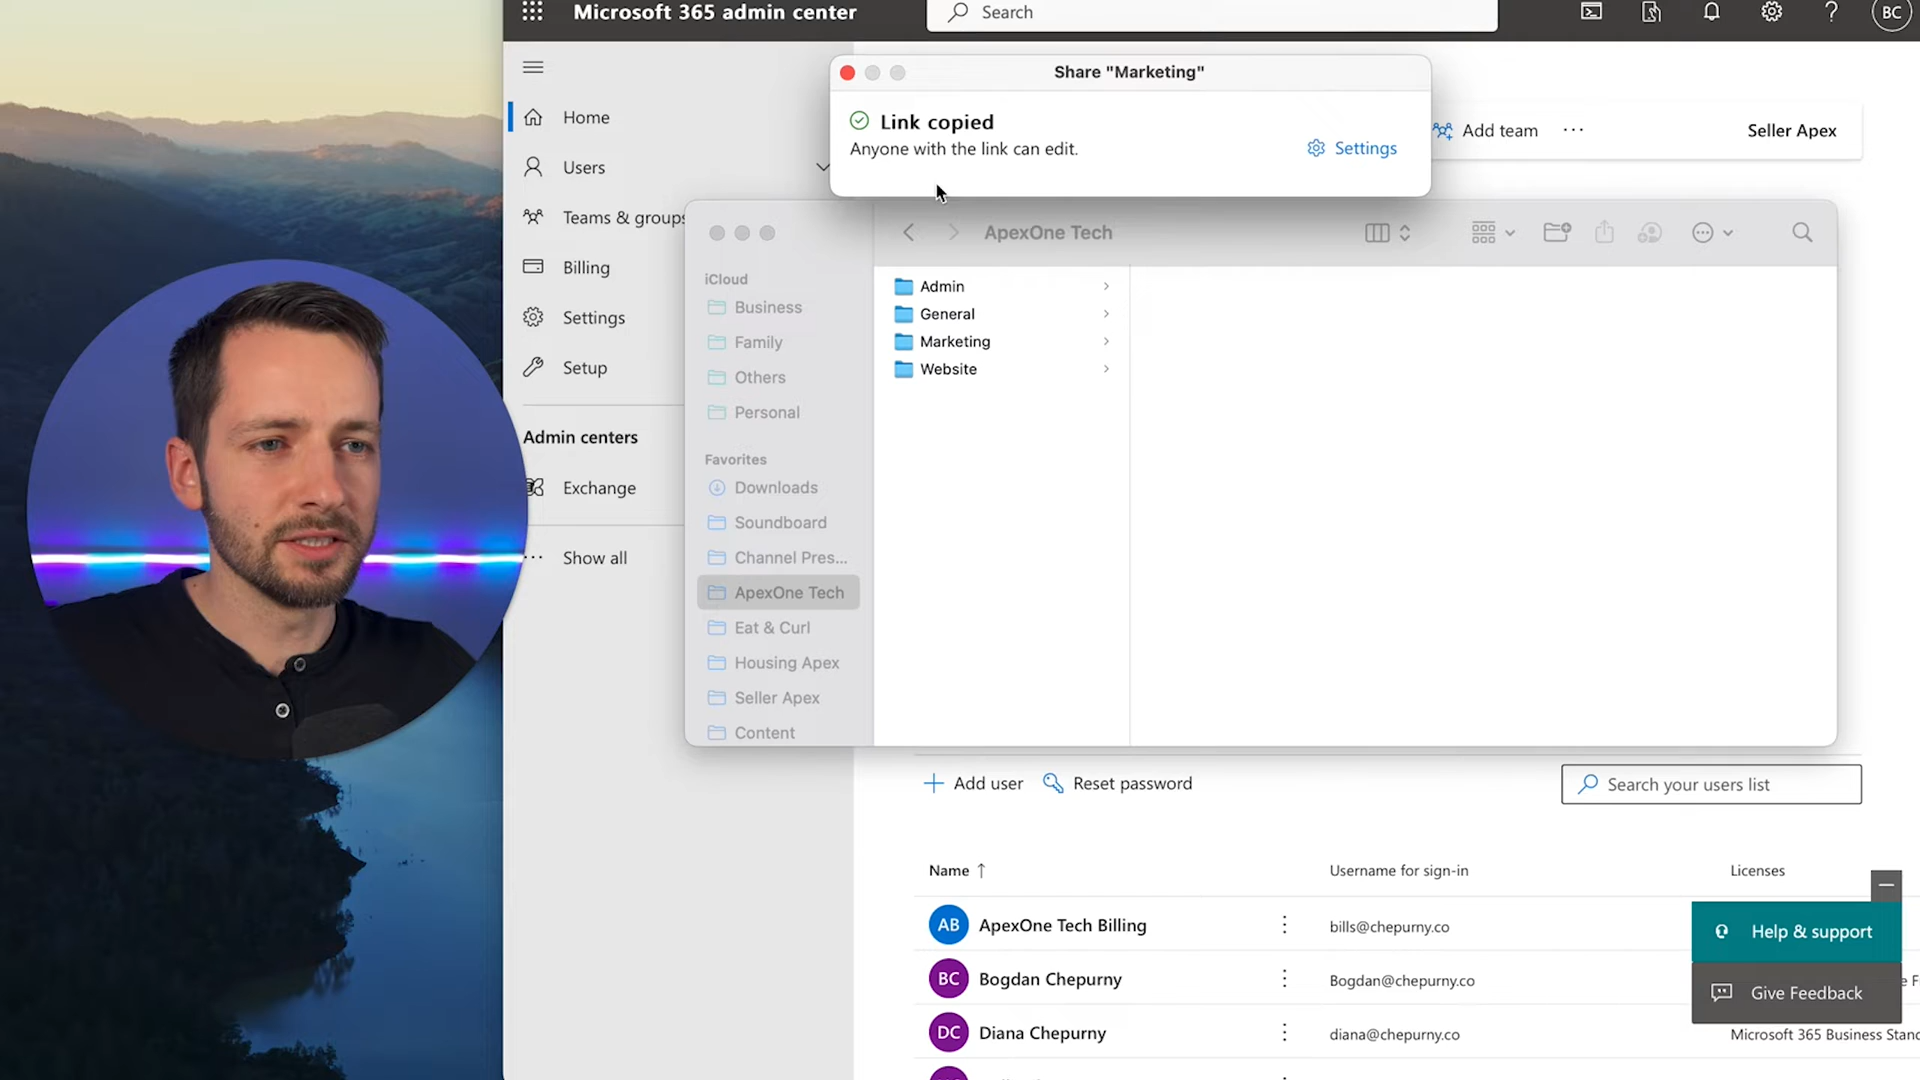 Microsoft 365 admin center
Search
BC
Home
Users
Teams & groups
Billing
Settings
Setup
Admin centers
Exchange
Show all
Share "Marketing"
Link copied
Anyone with the link can edit.
Settings
Add team
Seller Apex
ApexOne Tech
iCloud
Business
Family
Others
Personal
Favorites
Downloads
Soundboard
Channel Pres...
ApexOne Tech
Eat & Curl
Housing Apex
Seller Apex
Content
Admin
General
Marketing
Website
Add user
Reset password
Search your users list
Name
Username for sign-in
Licenses
AB ApexOne Tech Billing bills@chepurny.co
BC Bogdan Chepurny Bogdan@chepurny.co
DC Diana Chepurny diana@chepurny.co Microsoft 365 Business Stand
Help & support
Give Feedback